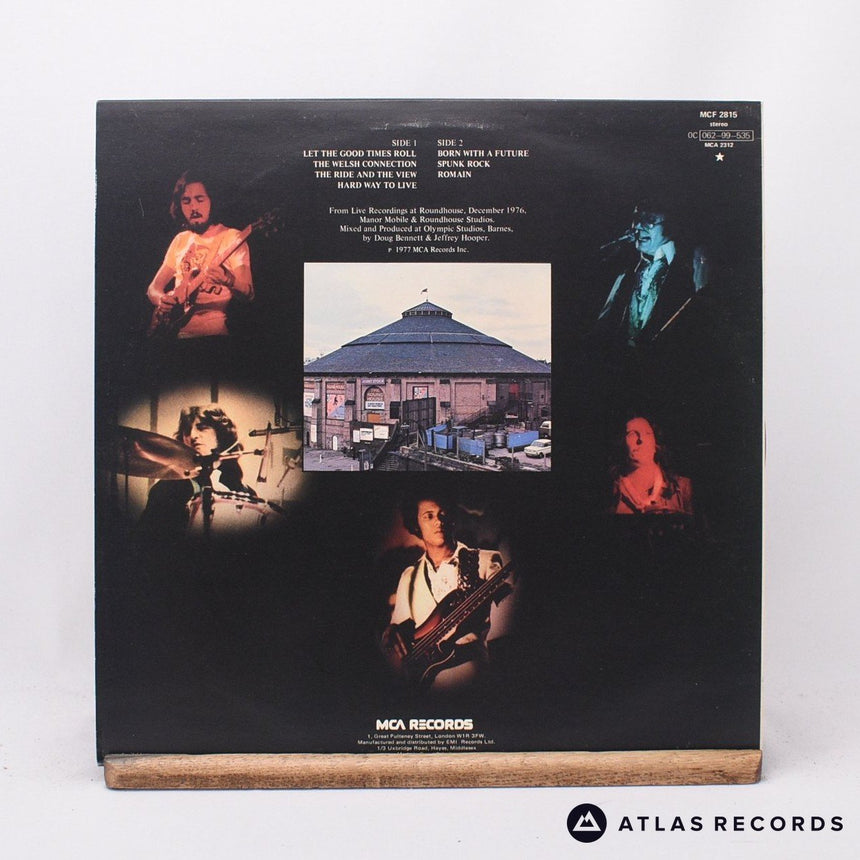 MCF 2815
stereo
OC 062-99-535
MCA 2312
SIDE 1
LET THE GOOD TIMES ROLL
THE WELSH CONNECTION
THE RIDE AND THE VIEW
HARD WAY TO LIVE
SIDE 2
BORN WITH A FUTURE
SPUNK ROCK
ROMAIN
From Live Recordings at Roundhouse, December 1976,
Manor Mobile & Roundhouse Studios.
Mixed and Produced at Olympic Studios, Barnes,
by Doug Bennett & Jeffrey Hooper.
P 1977 MCA Records Inc.
MCA RECORDS
1, Great Pulteney Street, London W1R 3FW.
Manufactured and distributed by EMI Records Ltd.
1/3 Uxbridge Road, Hayes, Middlesex
ATLAS RECORDS